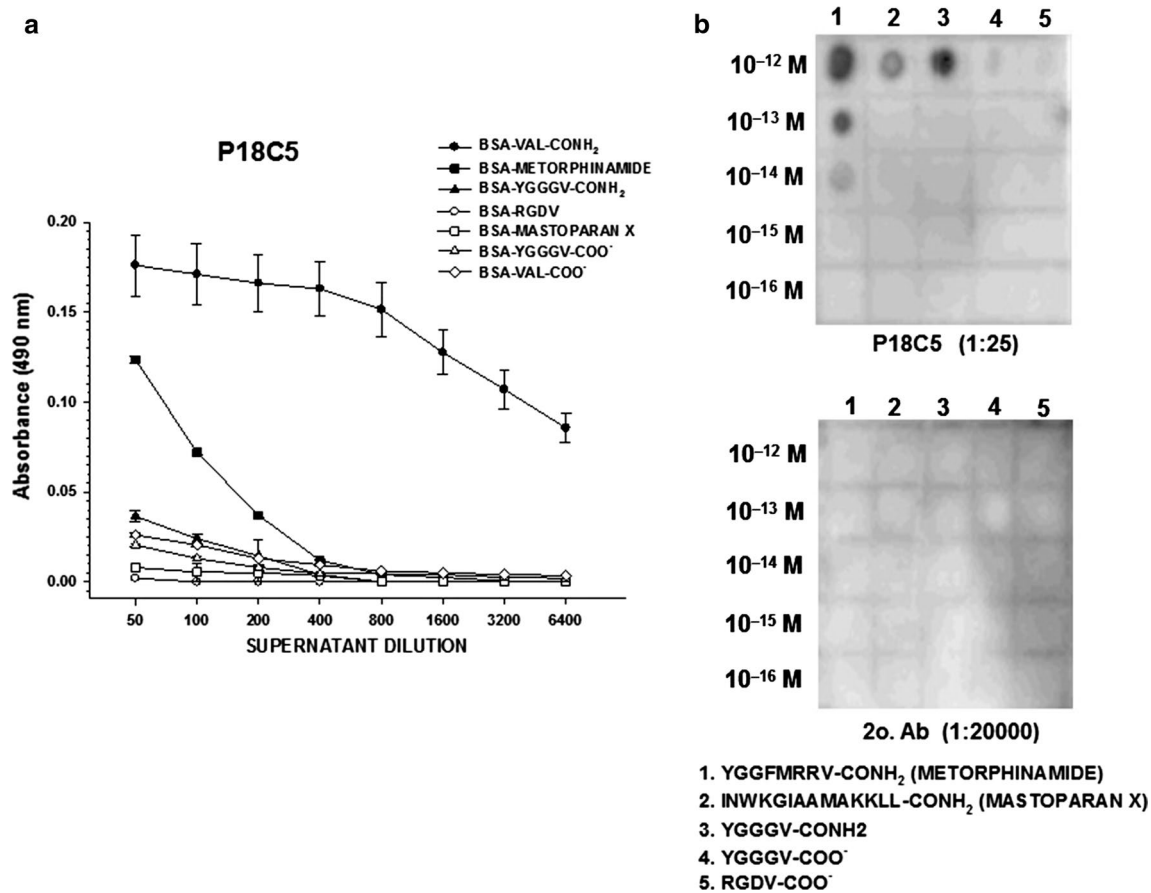 a
P18C5
BSA-VAL-CONH₂
BSA-METORPHINAMIDE
BSA-YGGGV-CONH₂
BSA-RGDV
BSA-MASTOPARAN X
BSA-YGGGV-COO⁻
BSA-VAL-COO⁻
Absorbance (490 nm)
0.20
0.15
0.10
0.05
0.00
50 100 200 400 800 1600 3200 6400
SUPERNATANT DILUTION
b
1 2 3 4 5
10⁻¹² M
10⁻¹³ M
10⁻¹⁴ M
10⁻¹⁵ M
10⁻¹⁶ M
P18C5 (1:25)
1 2 3 4 5
10⁻¹² M
10⁻¹³ M
10⁻¹⁴ M
10⁻¹⁵ M
10⁻¹⁶ M
2o. Ab (1:20000)
1. YGGFMRRV-CONH₂ (METORPHINAMIDE)
2. INWKGIAAMAKKLL-CONH₂ (MASTOPARAN X)
3. YGGGV-CONH2
4. YGGGV-COO⁻
5. RGDV-COO⁻